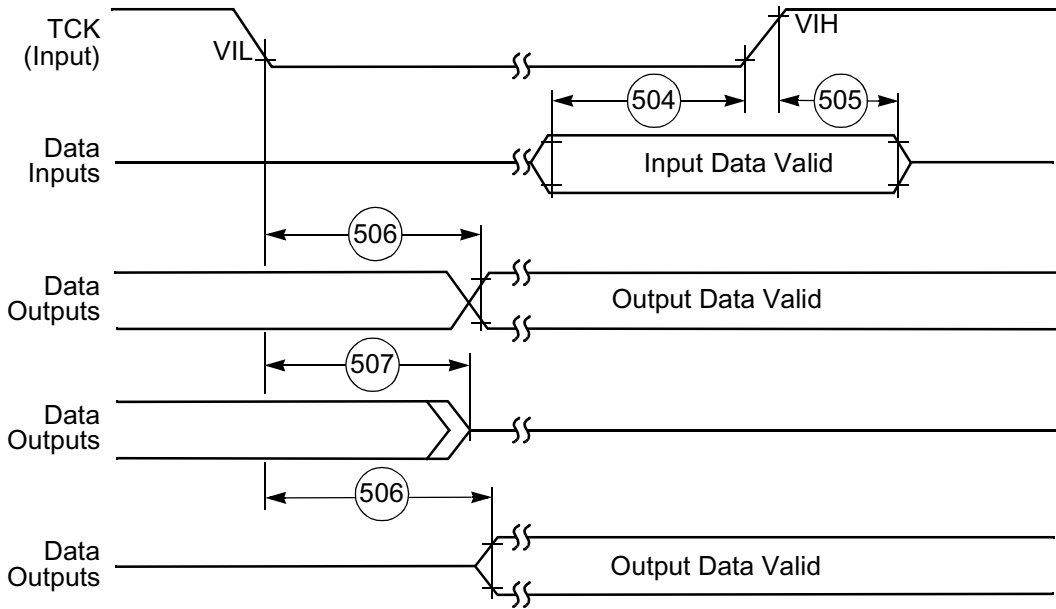 TCK
(Input)
VIL
VIH
504
505
Data
Inputs
Input Data Valid
506
Data
Outputs
Output Data Valid
507
Data
Outputs
506
Data
Outputs
Output Data Valid